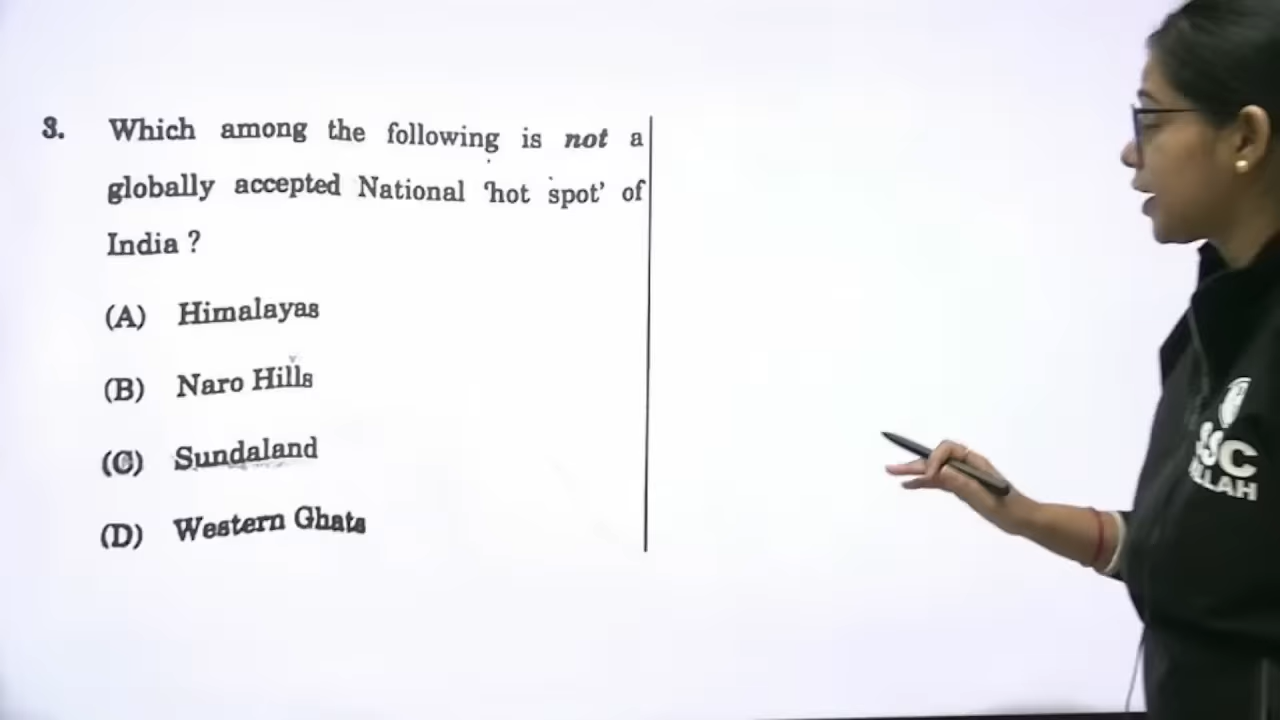 3. Which among the following is not a
globally accepted National 'hot spot' of
India ?
(A) Himalayas
(B) Naro Hills
(C) Sundaland
(D) Western Ghats
SSC